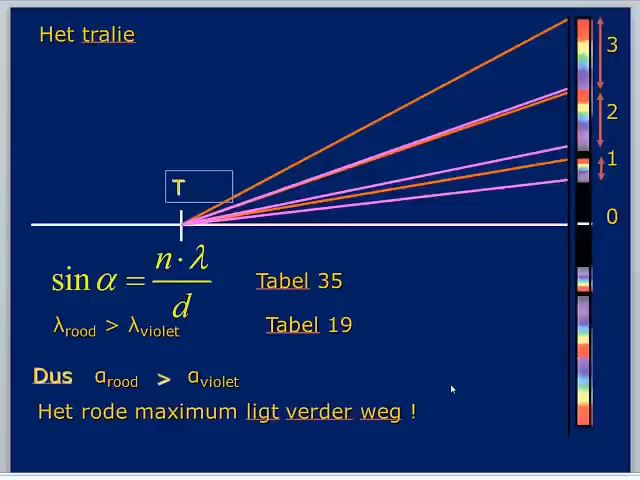 Het tralie
3
2
1
T
0
sin α = n · λ / d
Tabel 35
λrood > λviolet
Tabel 19
Dus αrood > αviolet
Het rode maximum ligt verder weg !